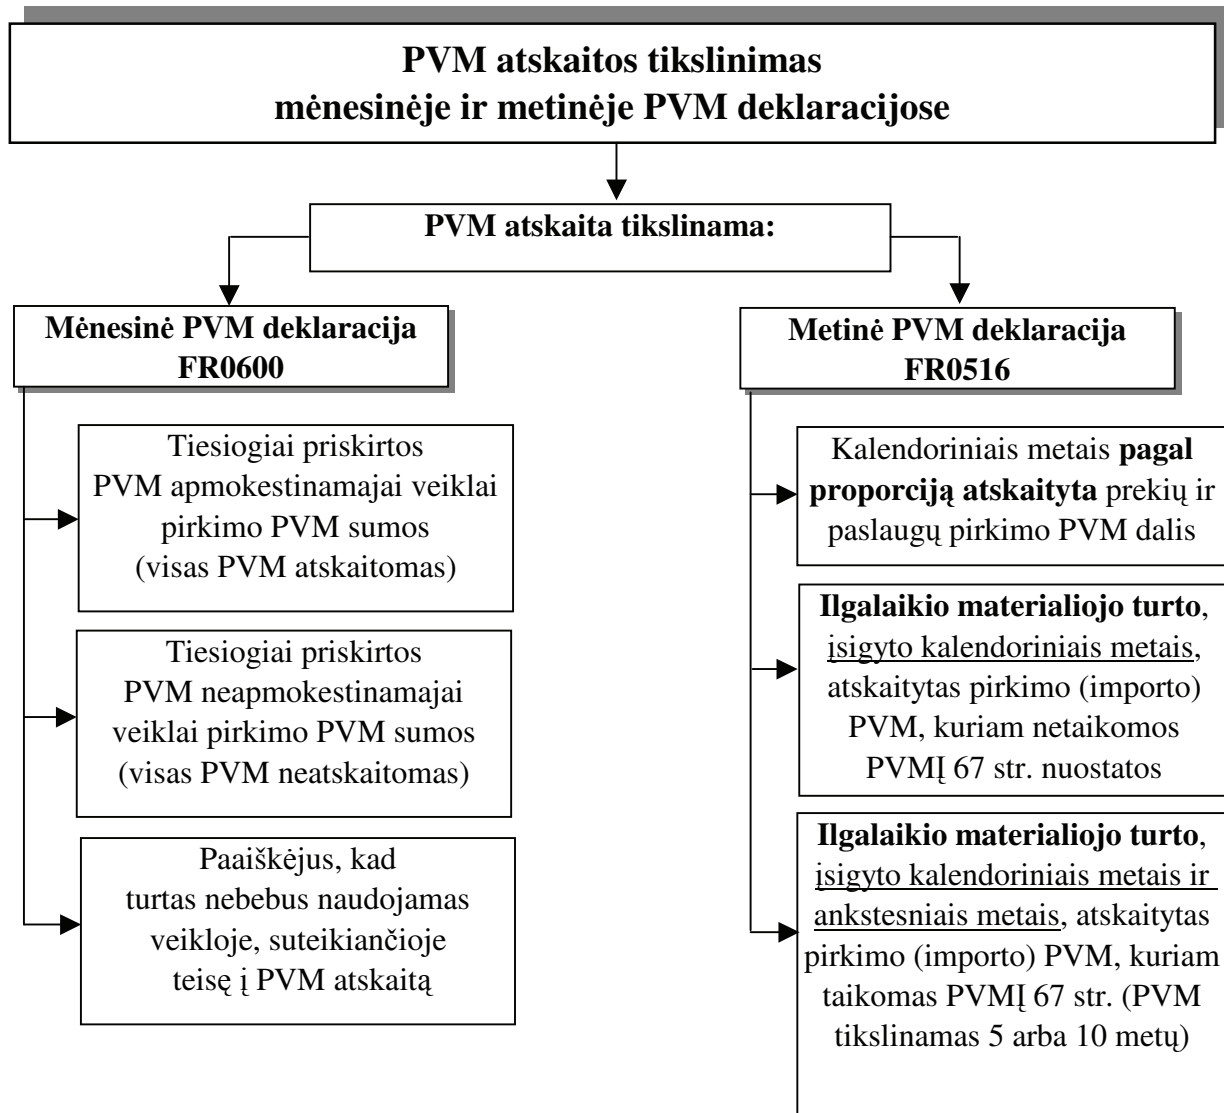 PVM atskaitos tikslinimas
mėnesinėje ir metinėje PVM deklaracijose
PVM atskaita tikslinama:
Mėnesinė PVM deklaracija
FR0600
Tiesiogiai priskirtos
PVM apmokestinamajai veiklai
pirkimo PVM sumos
(visas PVM atskaitomas)
Tiesiogiai priskirtos
PVM neapmokestinamajai
veiklai pirkimo PVM sumos
(visas PVM neatskaitomas)
Paaiškėjus, kad
turtas nebebus naudojamas
veikloje, suteikiančioje
teisę į PVM atskaitą
Metinė PVM deklaracija
FR0516
Kalendoriniais metais pagal
proporciją atskaityta prekių ir
paslaugų pirkimo PVM dalis
Ilgalaikio materialiojo turto,
įsigyto kalendoriniais metais,
atskaitytas pirkimo (importo)
PVM, kuriam netaikomos
PVMĮ 67 str. nuostatos
Ilgalaikio materialiojo turto,
įsigyto kalendoriniais metais ir
ankstesniais metais, atskaitytas
pirkimo (importo) PVM, kuriam
taikomas PVMĮ 67 str. (PVM
tikslinamas 5 arba 10 metų)